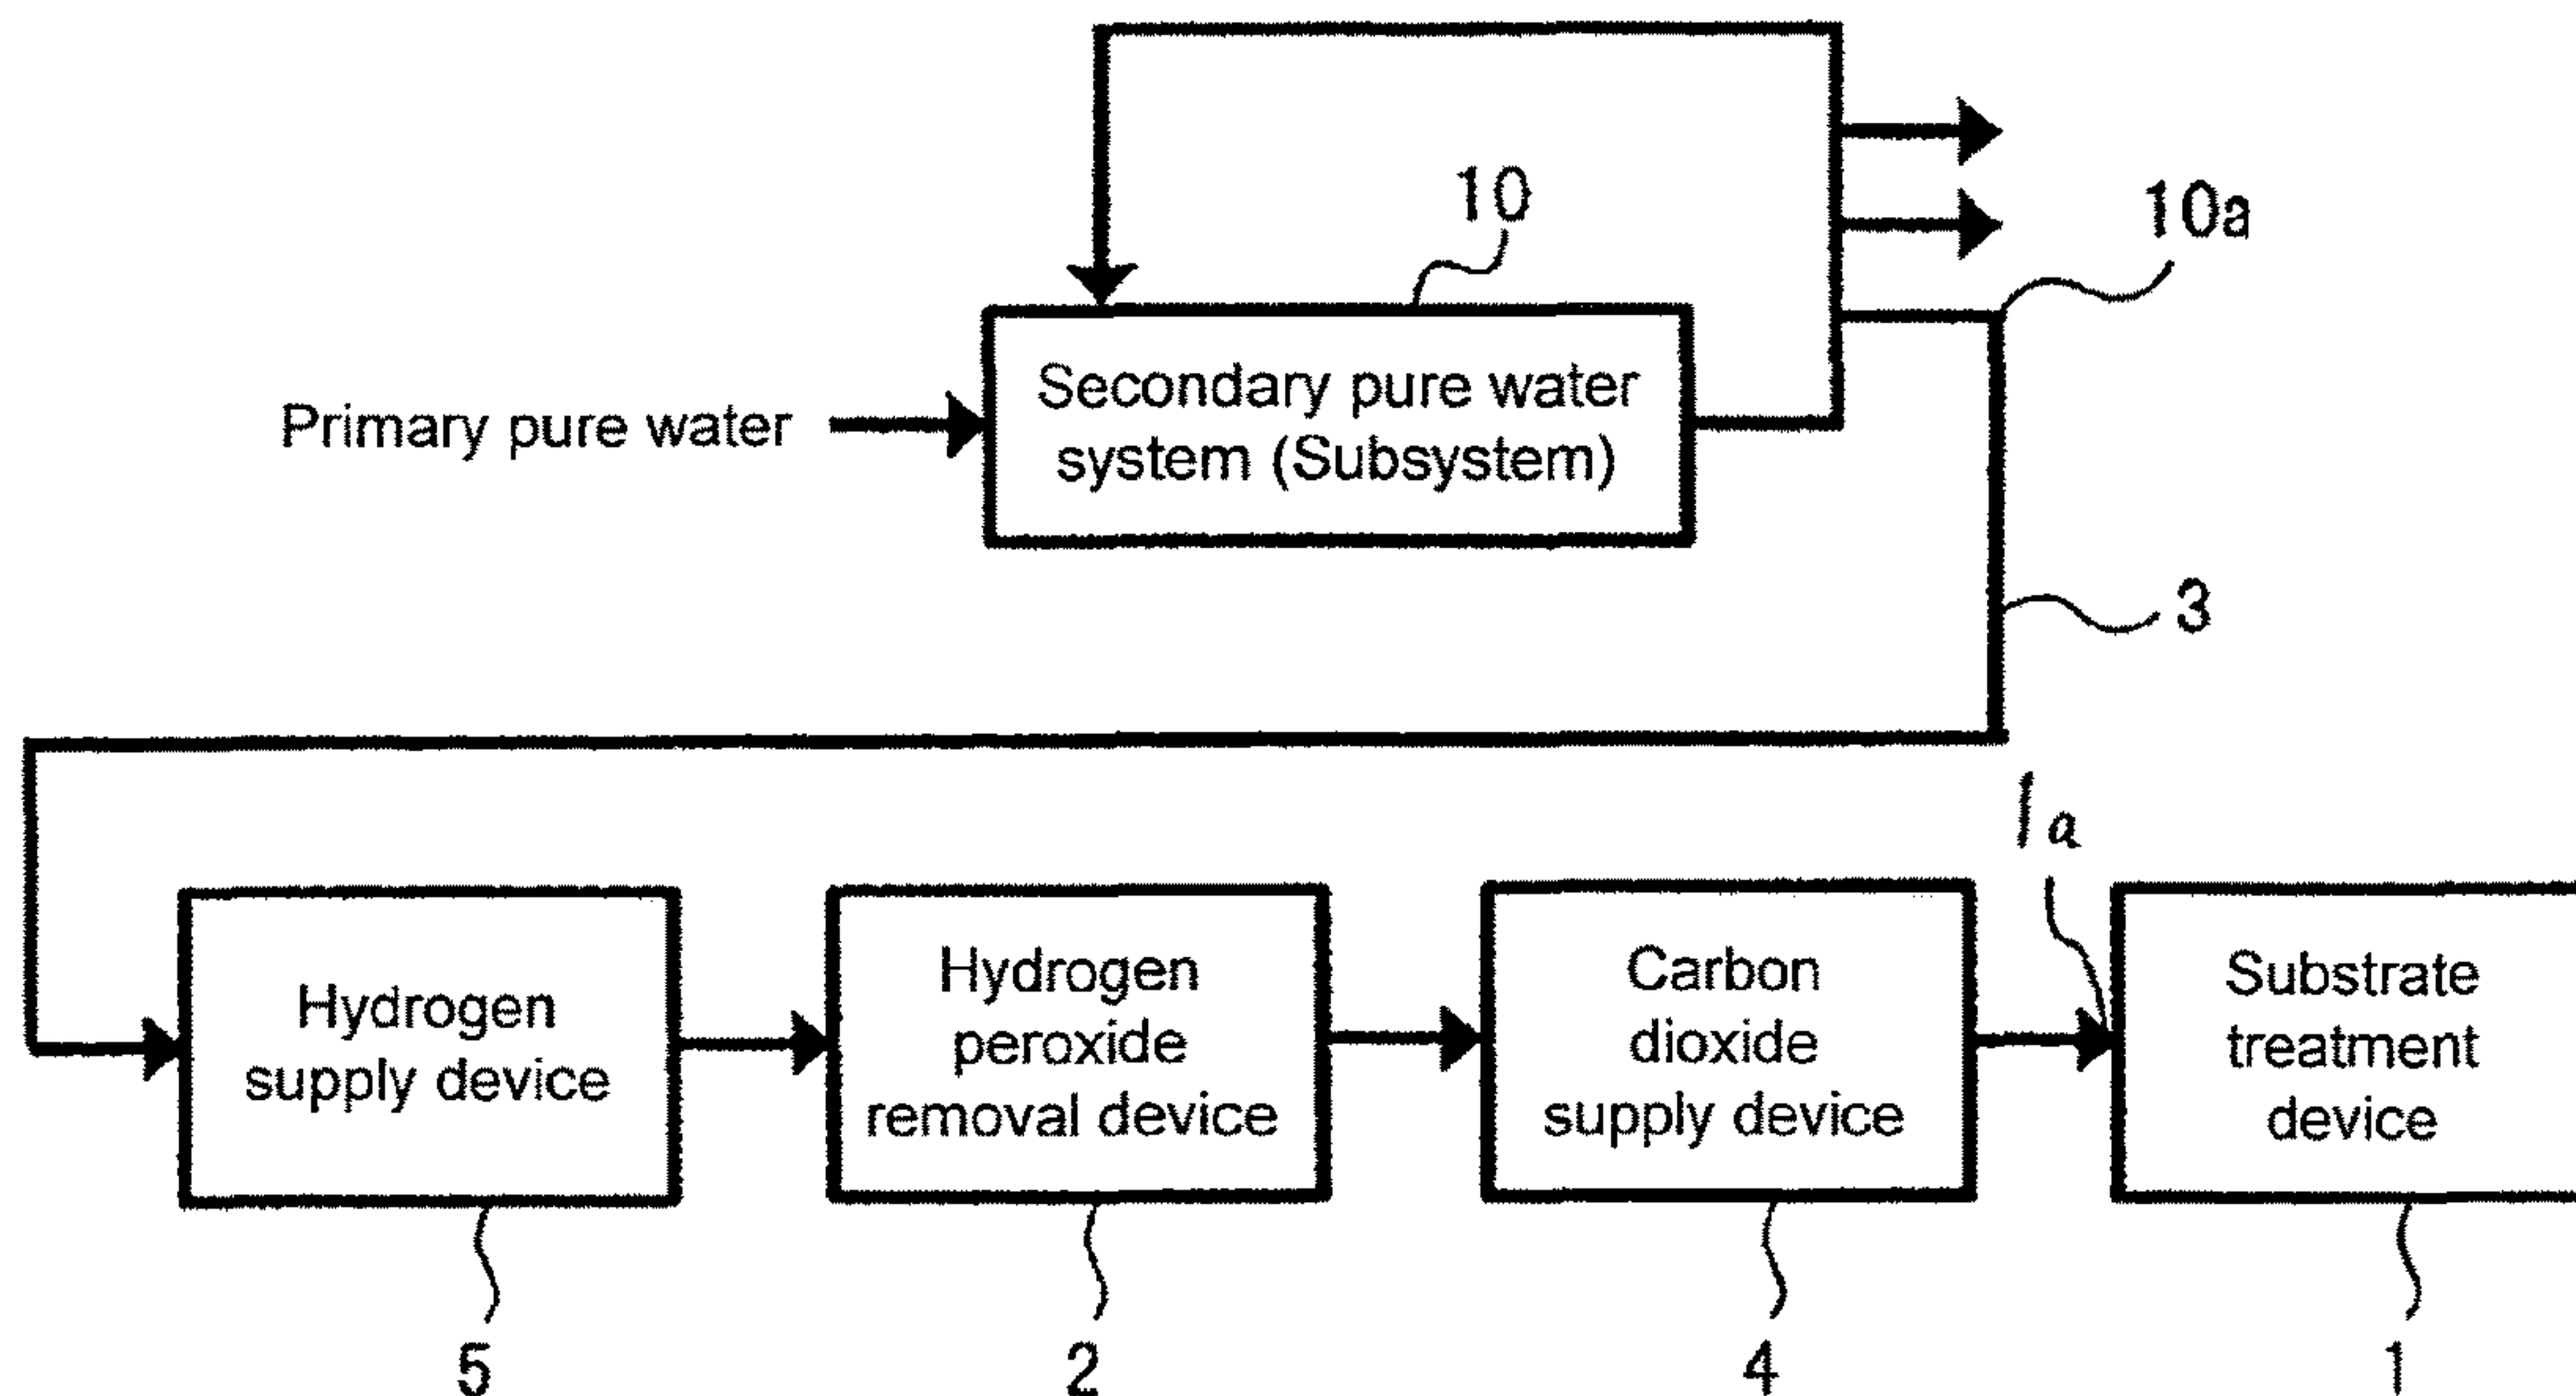 10
10a
Primary pure water
Secondary pure water
system (Subsystem)
3
1a
Hydrogen
supply device
Hydrogen
peroxide
removal device
Carbon
dioxide
supply device
Substrate
treatment
device
5
2
4
1